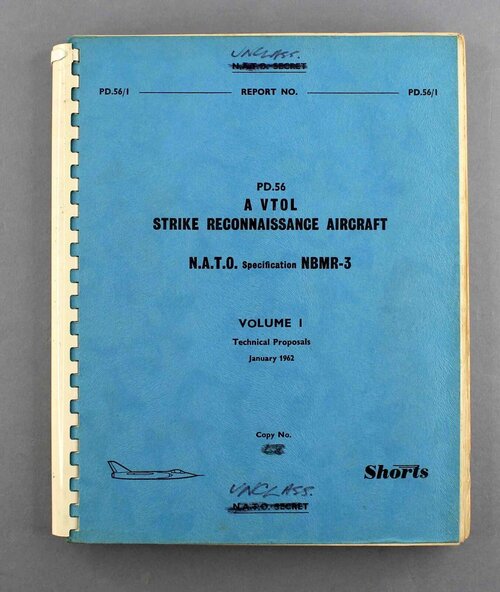 UNCLASS.
N.A.T.O. SECRET
PD.56/1 REPORT NO. PD.56/1
PD.56
A VTOL
STRIKE RECONNAISSANCE AIRCRAFT
N.A.T.O. Specification NBMR-3
VOLUME 1
Technical Proposals
January 1962
Copy No.
Shorts
UNCLASS.
N.A.T.O. SECRET